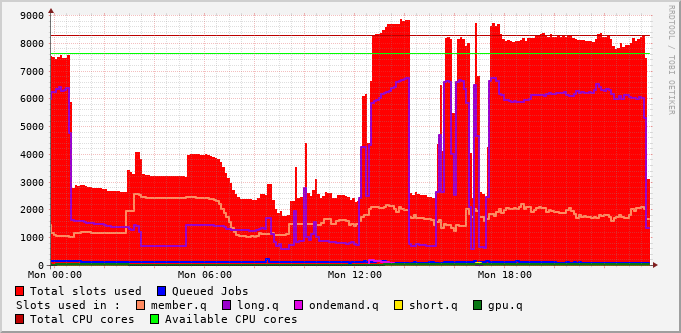 9000
8000
7000
6000
5000
4000
3000
2000
1000
0
Mon 00:00 Mon 06:00 Mon 12:00 Mon 18:00
RRDTOOL / TOBI OETIKER
Total slots used Queued Jobs
Slots used in : member.q long.q ondemand.q short.q gpu.q
Total CPU cores Available CPU cores